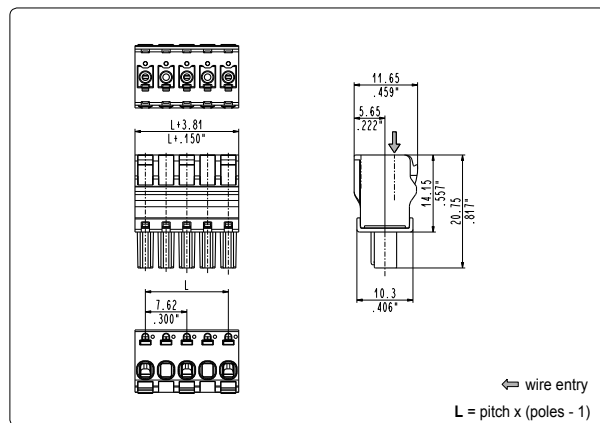 L+3.81
L+.150"
11.65
.459"
5.65
.222"
14.15
.557"
20.75
.817"
L
7.62
.300"
10.3
.406"
wire entry
L = pitch x (poles - 1)